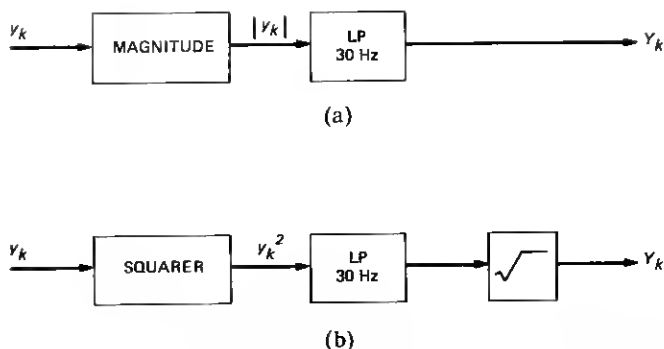 y_k MAGNITUDE |y_k| LP 30 Hz Y_k
(a)
y_k SQUARER y_k^2 LP 30 Hz √ Y_k
(b)